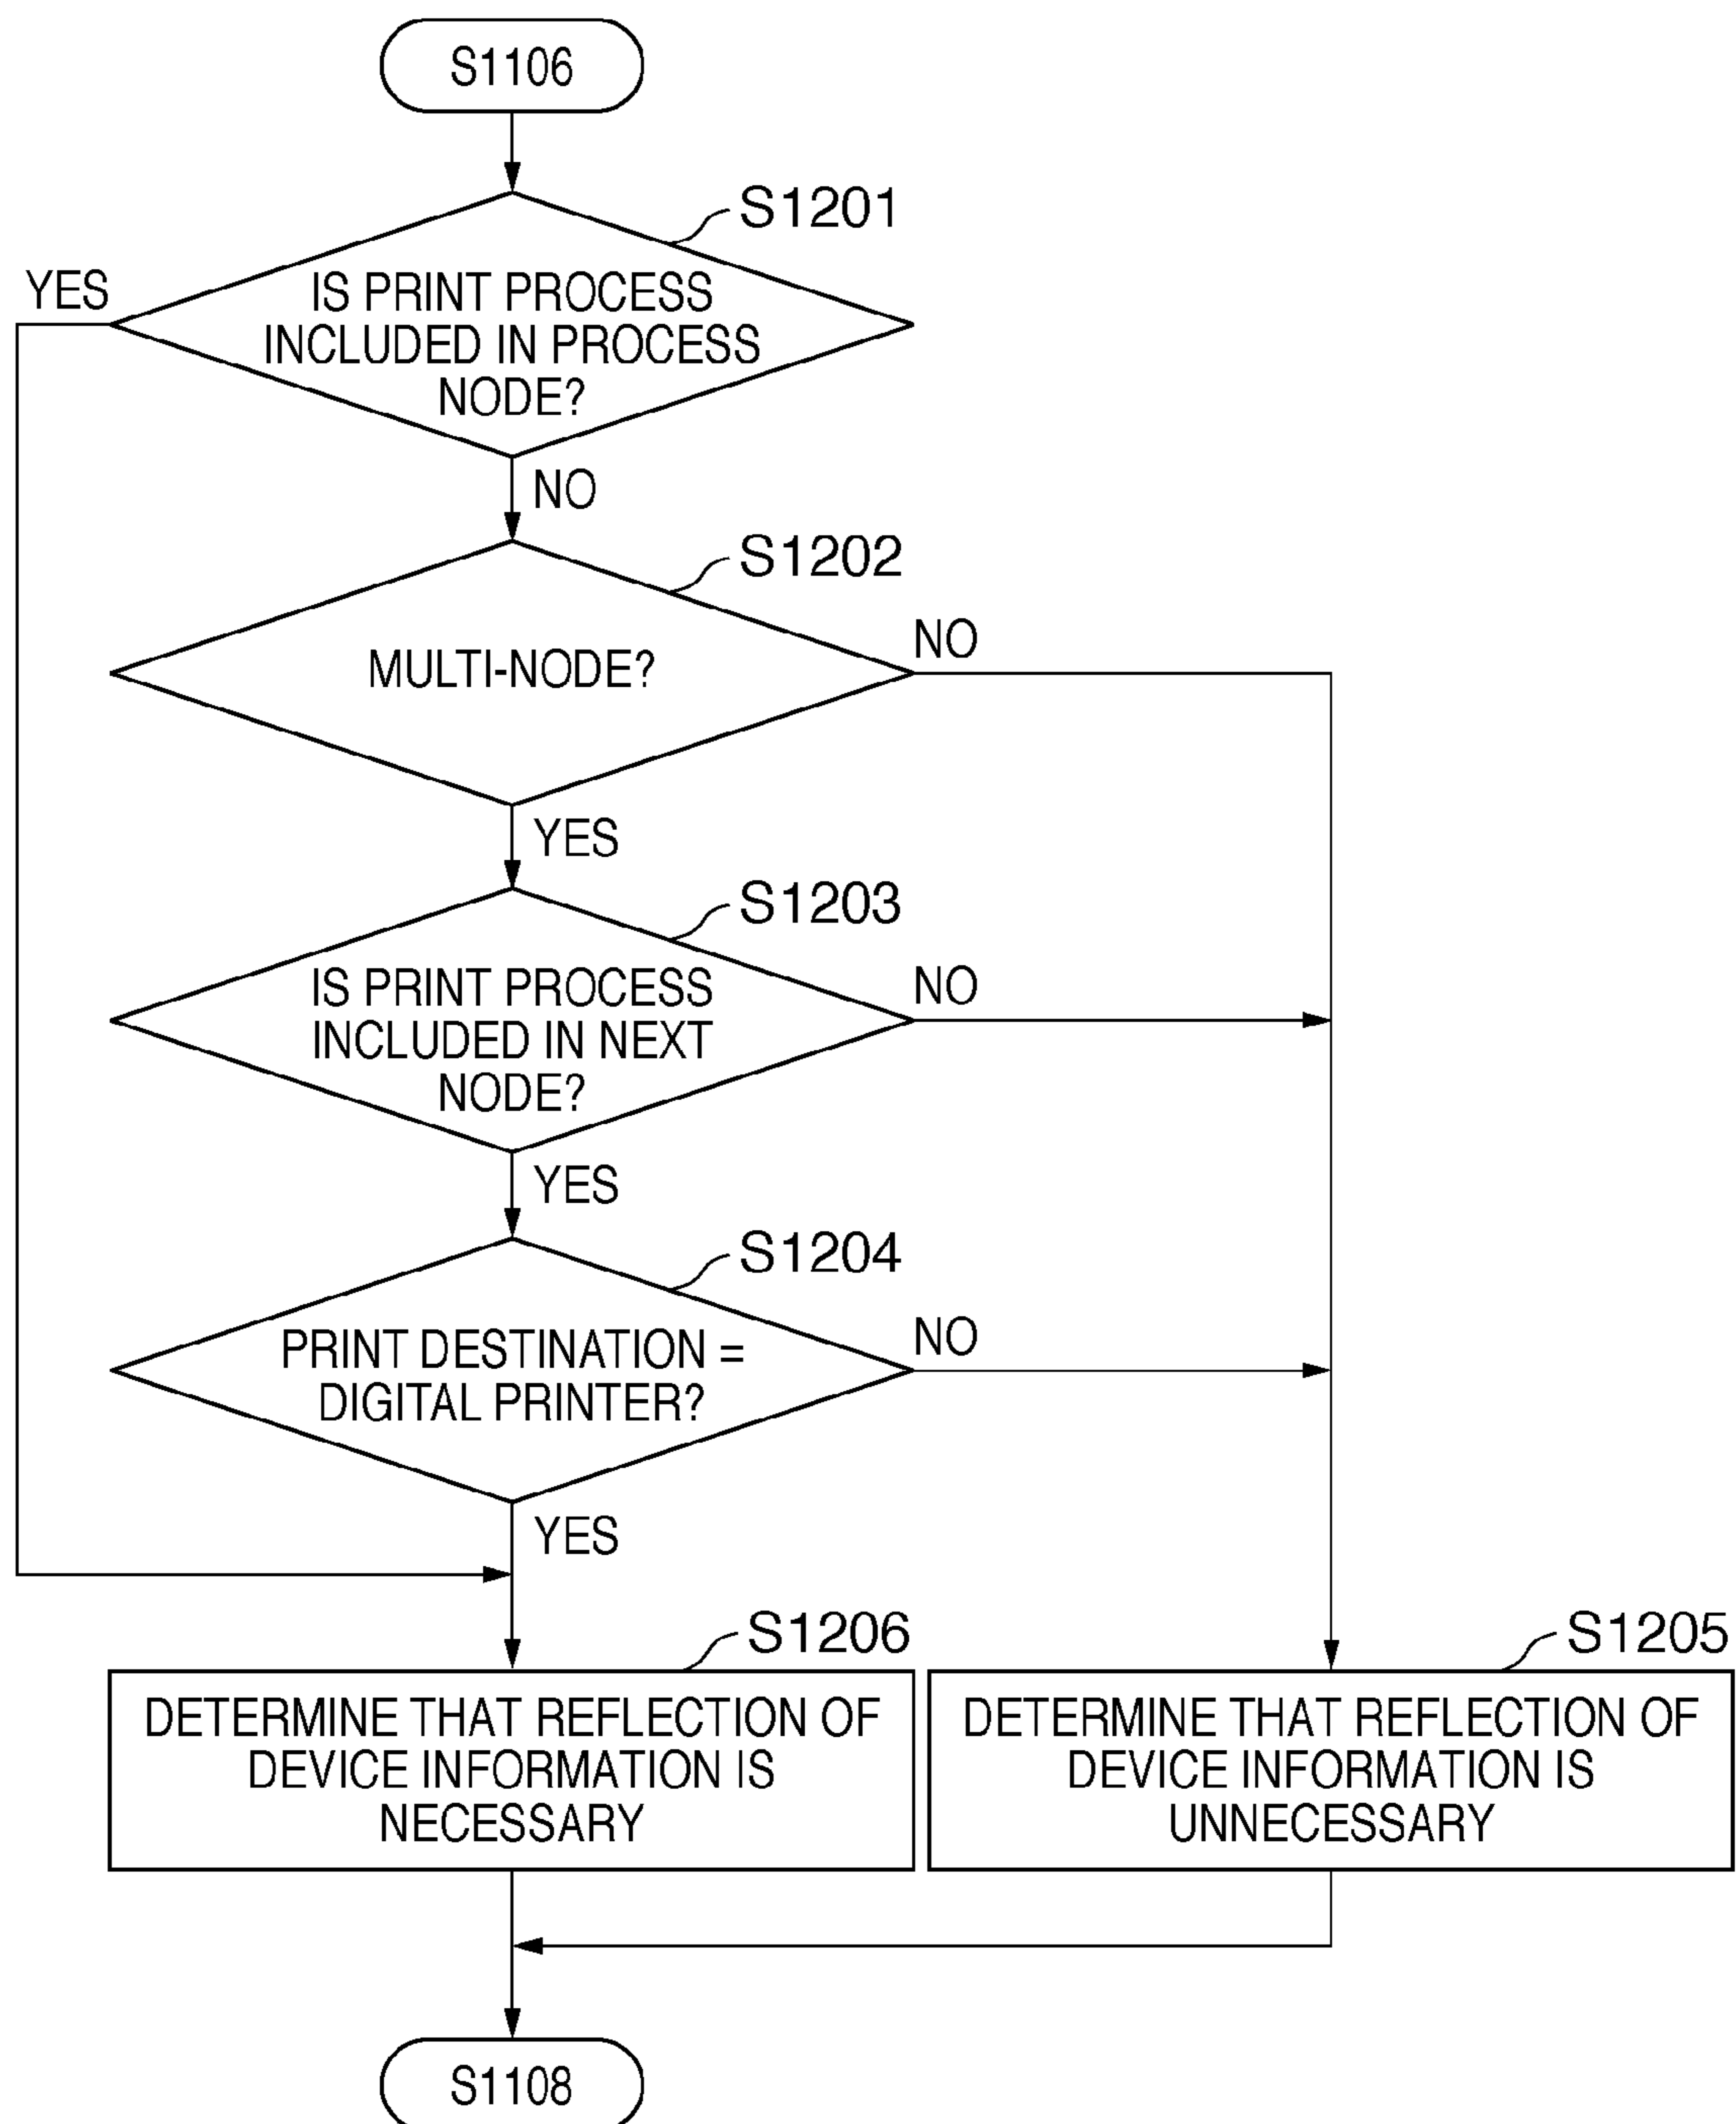 S1106
S1201
YES
IS PRINT PROCESS
INCLUDED IN PROCESS
NODE?
NO
S1202
MULTI-NODE?
NO
YES
S1203
IS PRINT PROCESS
INCLUDED IN NEXT
NODE?
NO
YES
S1204
PRINT DESTINATION =
DIGITAL PRINTER?
NO
YES
S1206
DETERMINE THAT REFLECTION OF
DEVICE INFORMATION IS
NECESSARY
S1205
DETERMINE THAT REFLECTION OF
DEVICE INFORMATION IS
UNNECESSARY
S1108